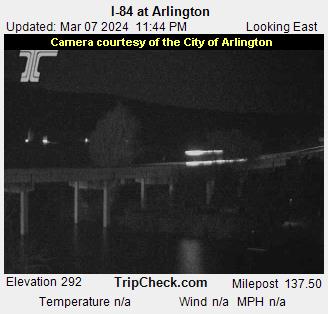 I-84 at Arlington
Updated: Mar 07 2024 11:44 PM Looking East
Camera courtesy of the City of Arlington
Elevation 292 TripCheck.com Milepost 137.50
Temperature n/a Wind n/a MPH n/a